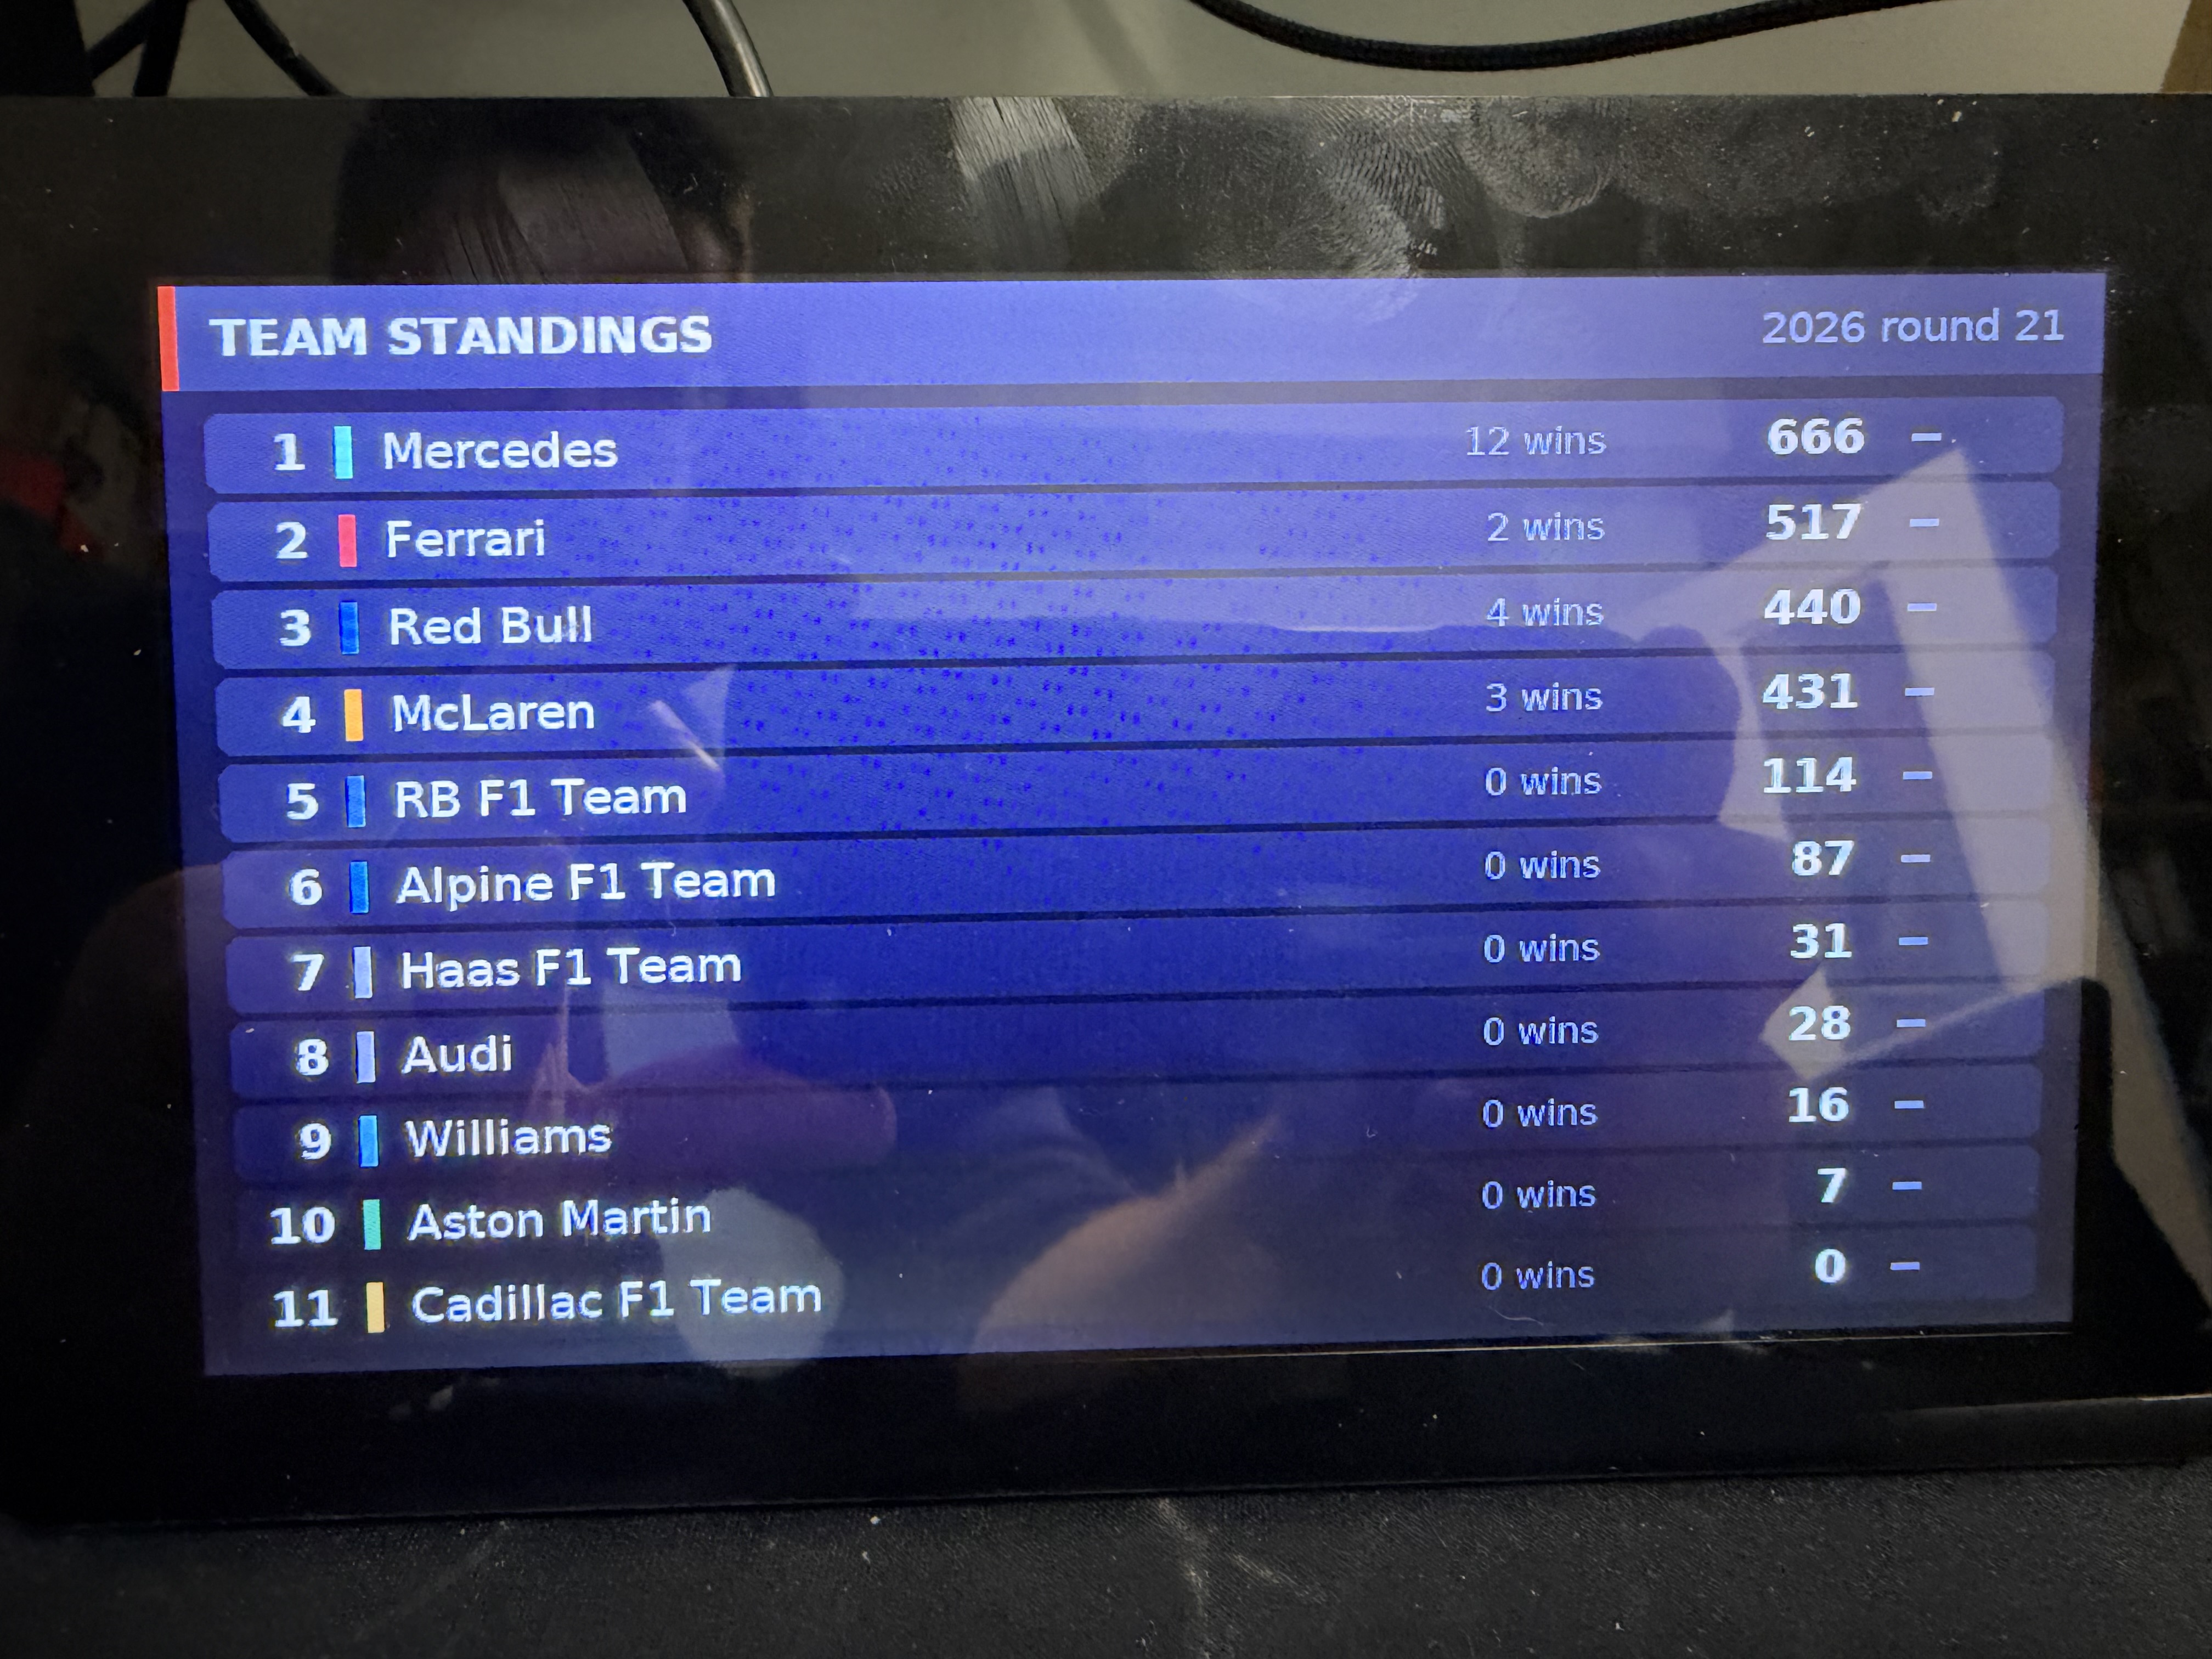 TEAM STANDINGS 2026 round 21
1 Mercedes 12 wins 666 –
2 Ferrari 2 wins 517 –
3 Red Bull 4 wins 440 –
4 McLaren 3 wins 431 –
5 RB F1 Team 0 wins 114 –
6 Alpine F1 Team 0 wins 87 –
7 Haas F1 Team 0 wins 31 –
8 Audi 0 wins 28 –
9 Williams 0 wins 16 –
10 Aston Martin 0 wins 7 –
11 Cadillac F1 Team 0 wins 0 –